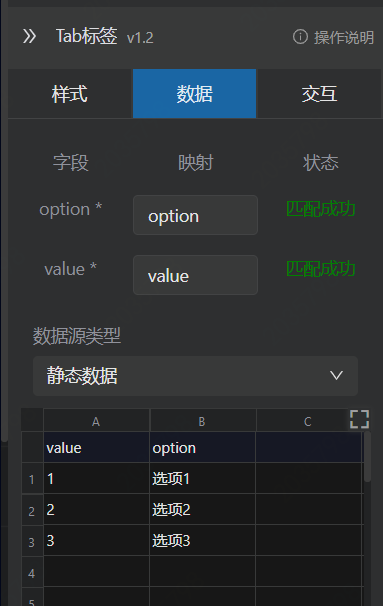 Tab标签 v1.2 操作说明
样式 数据 交互
字段 映射 状态
option * option 匹配成功
value * value 匹配成功
数据源类型
静态数据
A B C
value option
1 1 选项1
2 2 选项2
3 3 选项3
4
5